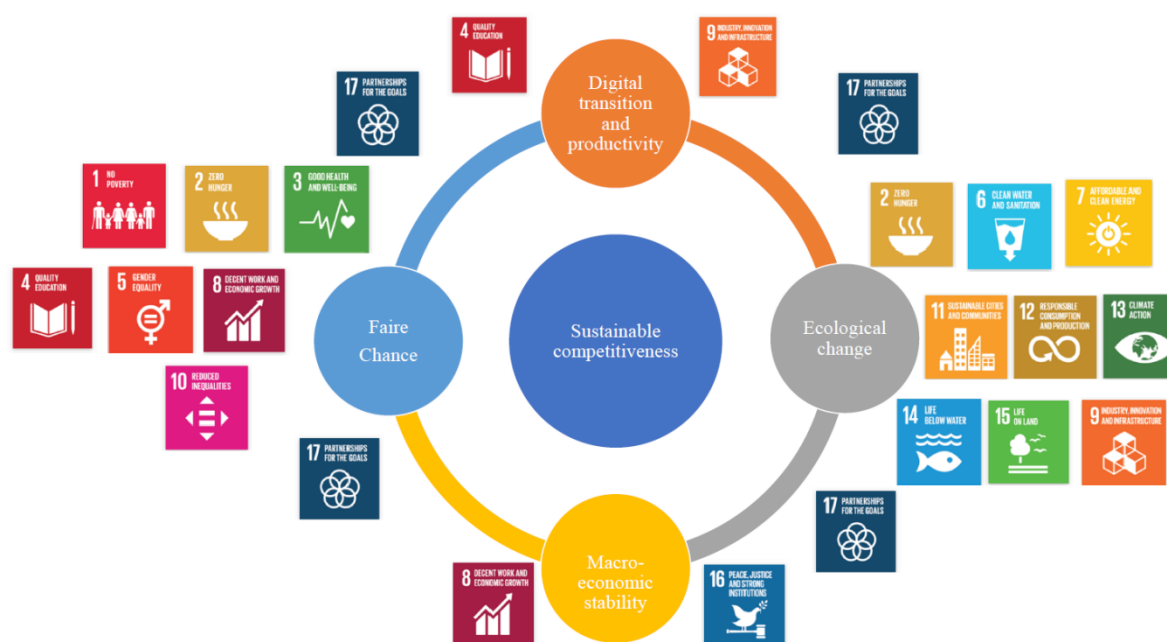 4 QUALITY
EDUCATION
Digital
transition
and
productivity
9 INDUSTRY, INNOVATION
AND INFRASTRUCTURE
17 PARTNERSHIPS
FOR THE GOALS
17 PARTNERSHIPS
FOR THE GOALS
1 NO
POVERTY
2 ZERO
HUNGER
3 GOOD HEALTH
AND WELL-BEING
2 ZERO
HUNGER
6 CLEAN WATER
AND SANITATION
7 AFFORDABLE AND
CLEAN ENERGY
4 QUALITY
EDUCATION
5 GENDER
EQUALITY
8 DECENT WORK AND
ECONOMIC GROWTH
Faire
Chance
Sustainable
competitiveness
Ecological
change
11 SUSTAINABLE CITIES
AND COMMUNITIES
12 RESPONSIBLE
CONSUMPTION
AND PRODUCTION
13 CLIMATE
ACTION
10 REDUCED
INEQUALITIES
14 LIFE
BELOW WATER
15 LIFE
ON LAND
9 INDUSTRY, INNOVATION
AND INFRASTRUCTURE
17 PARTNERSHIPS
FOR THE GOALS
17 PARTNERSHIPS
FOR THE GOALS
8 DECENT WORK AND
ECONOMIC GROWTH
Macro-
economic
stability
16 PEACE, JUSTICE
AND STRONG
INSTITUTIONS